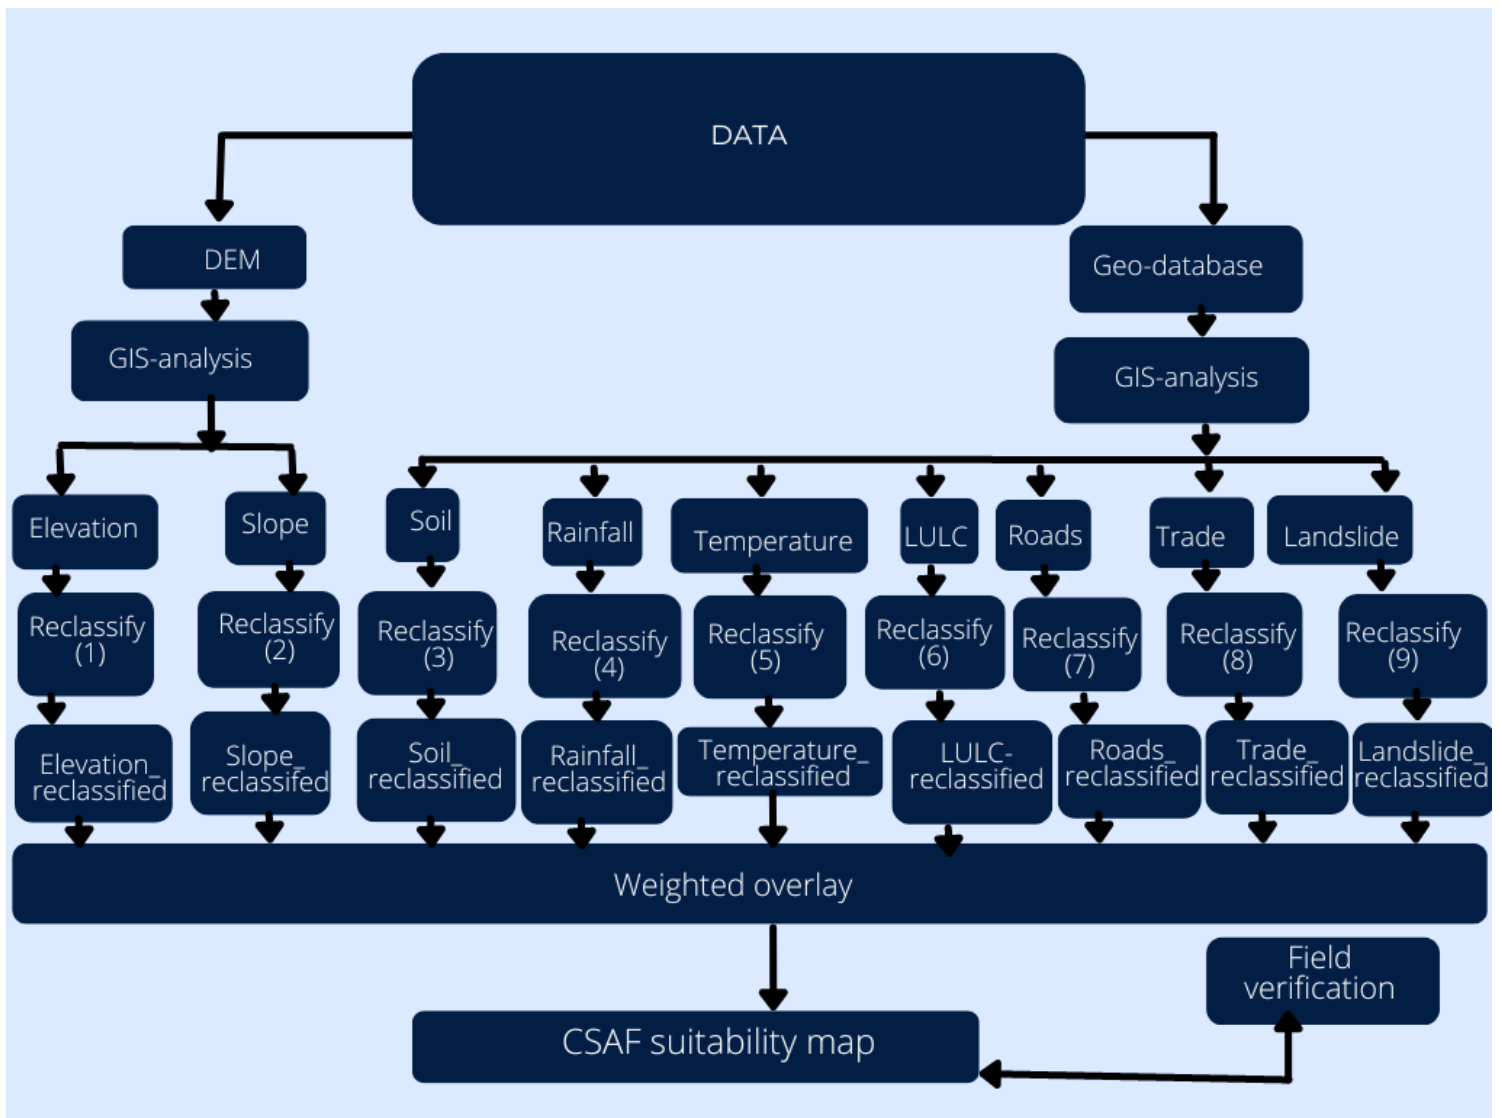 DATA
DEM
Geo-database
GIS-analysis
GIS-analysis
Elevation
Slope
Soil
Rainfall
Temperature
LULC
Roads
Trade
Landslide
Reclassify
(1)
Reclassify
(2)
Reclassify
(3)
Reclassify
(4)
Reclassify
(5)
Reclassify
(6)
Reclassify
(7)
Reclassify
(8)
Reclassify
(9)
Elevation_
reclassified
Slope_
reclassifed
Soil_
reclassified
Rainfall_
reclassified
Temperature_
reclassified
LULC-
reclassified
Roads_
reclassified
Trade_
reclassified
Landslide_
reclassified
Weighted overlay
Field
verification
CSAF suitability map